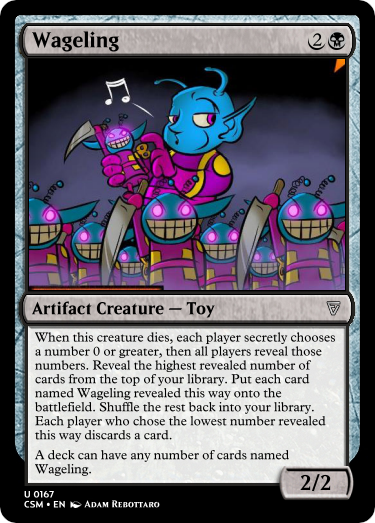 Wageling 2
Artifact Creature — Toy
When this creature dies, each player secretly chooses
a number 0 or greater, then all players reveal those
numbers. Reveal the highest revealed number of
cards from the top of your library. Put each card
named Wageling revealed this way onto the
battlefield. Shuffle the rest back into your library.
Each player who chose the lowest number revealed
this way discards a card.
A deck can have any number of cards named
Wageling.
2/2
U 0167
CSM • EN Adam Rebottaro